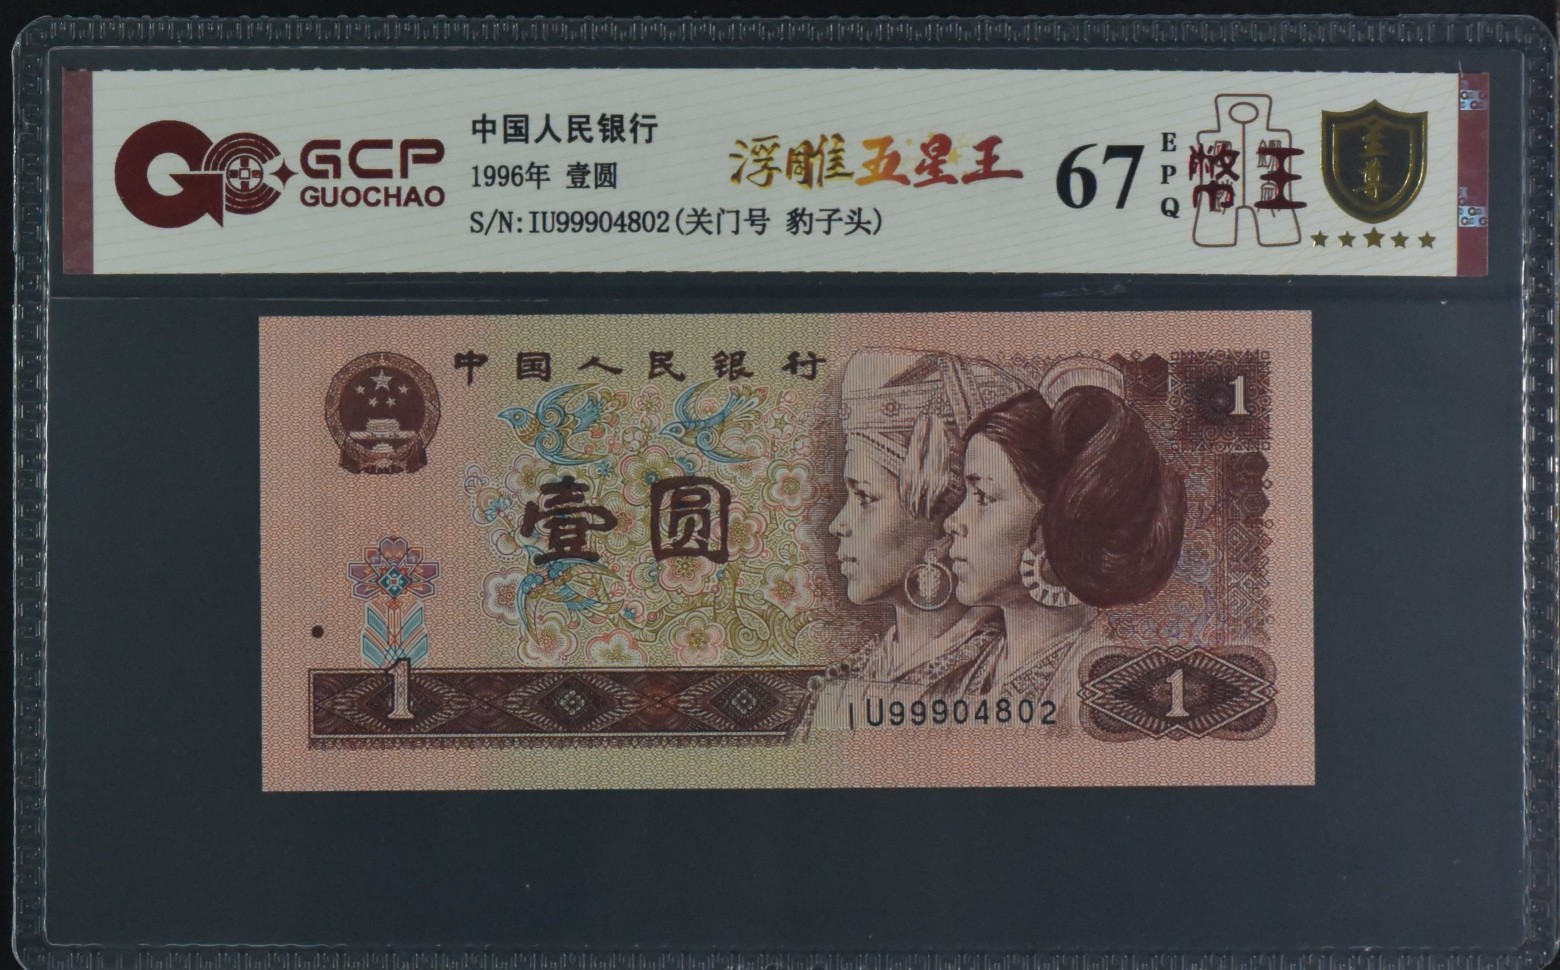 GCP
GUOCHAO
中国人民银行
1996年 壹圆
S/N:IU99904802(关门号 豹子头)
浮雕五星王
67
EPQ
币王
至尊
中国人民银行
1
壹圆
1
IU99904802
1